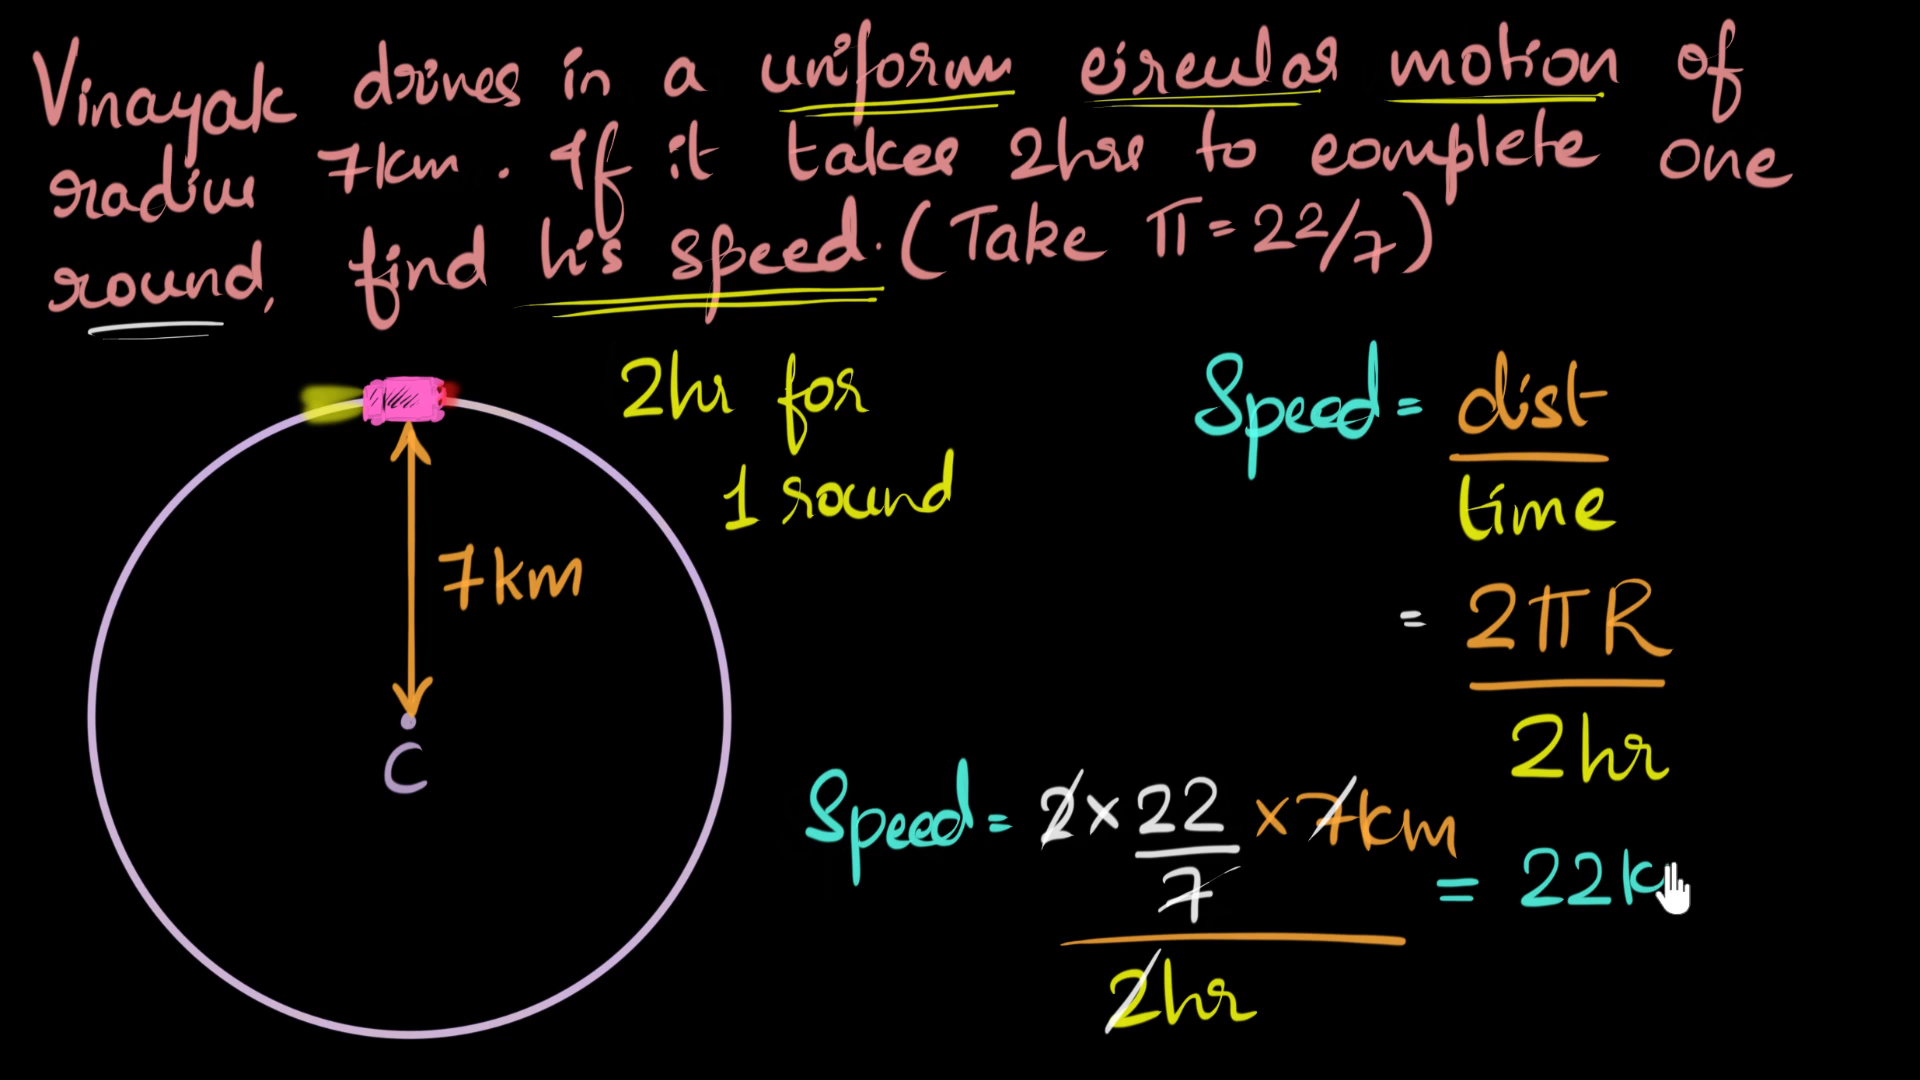 Vinayak drives in a uniform circular motion of
radius 7km. If it takes 2hrs to complete one
round, find his speed. (Take π = 22/7)
2hr for
1 round
7km
C
Speed = dist
time
= 2πR
2hr
Speed = 2 × 22 × 7km
7
2hr
= 22k